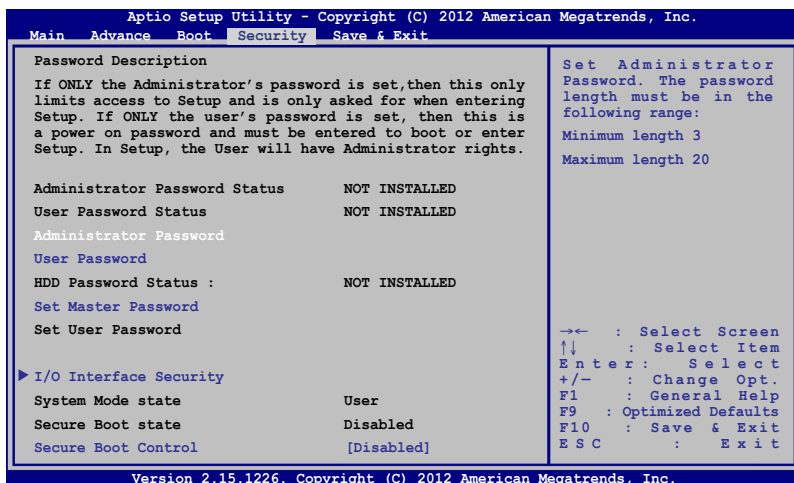 Aptio Setup Utility - Copyright (C) 2012 American Megatrends, Inc.
Main Advance Boot Security Save & Exit
Password Description
If ONLY the Administrator's password is set,then this only
limits access to Setup and is only asked for when entering
Setup. If ONLY the user's password is set, then this is
a power on password and must be entered to boot or enter
Setup. In Setup, the User will have Administrator rights.
Administrator Password Status NOT INSTALLED
User Password Status NOT INSTALLED
Administrator Password
User Password
HDD Password Status : NOT INSTALLED
Set Master Password
Set User Password
I/O Interface Security
System Mode state User
Secure Boot state Disabled
Secure Boot Control [Disabled]
Set Administrator
Password. The password
length must be in the
following range:
Minimum length 3
Maximum length 20
→← : Select Screen
↑↓ : Select Item
Enter: Select
+/— : Change Opt.
F1 : General Help
F9 : Optimized Defaults
F10 : Save & Exit
ESC : Exit
Version 2.15.1226. Copyright (C) 2012 American Megatrends, Inc.